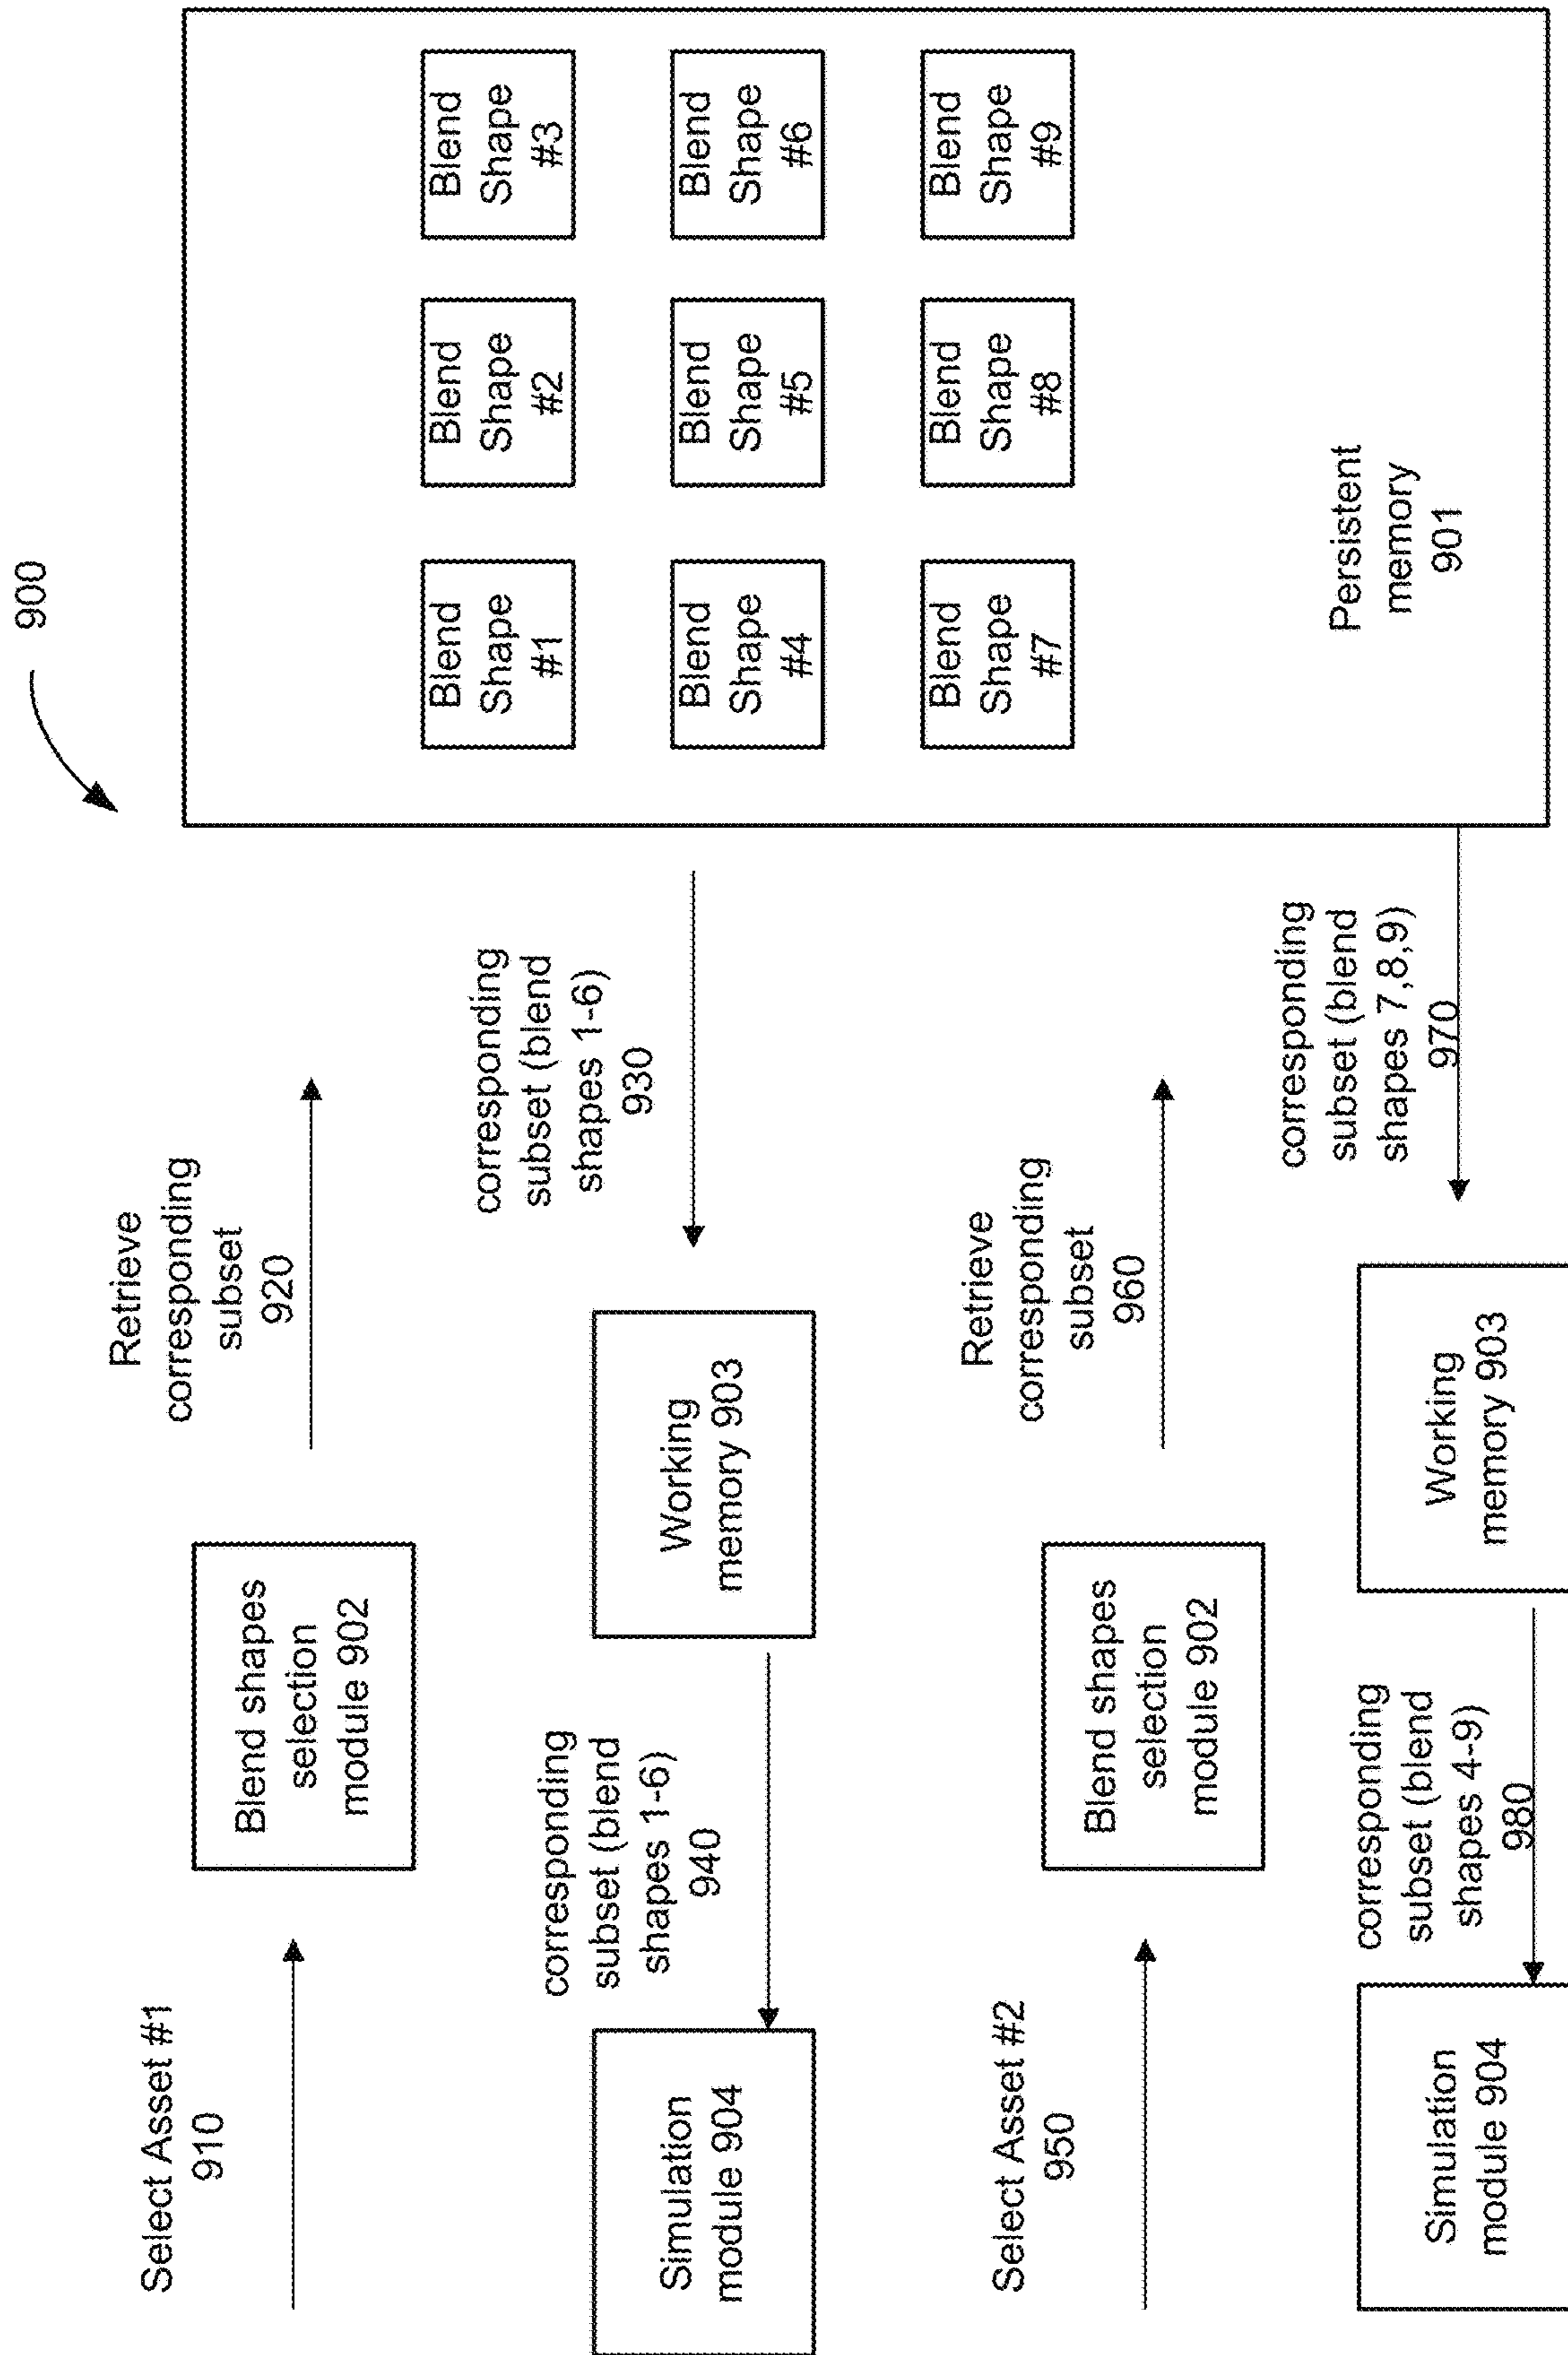 900
Select Asset #1
910
Blend shapes
selection
module 902
Retrieve
corresponding
subset
920
Simulation
module 904
corresponding
subset (blend
shapes 1-6)
940
Working
memory 903
corresponding
subset (blend
shapes 1-6)
930
Select Asset #2
950
Blend shapes
selection
module 902
Retrieve
corresponding
subset
960
Simulation
module 904
corresponding
subset (blend
shapes 4-9)
980
Working
memory 903
corresponding
subset (blend
shapes 7,8,9)
970
Blend
Shape
#1
Blend
Shape
#2
Blend
Shape
#3
Blend
Shape
#4
Blend
Shape
#5
Blend
Shape
#6
Blend
Shape
#7
Blend
Shape
#8
Blend
Shape
#9
Persistent
memory
901